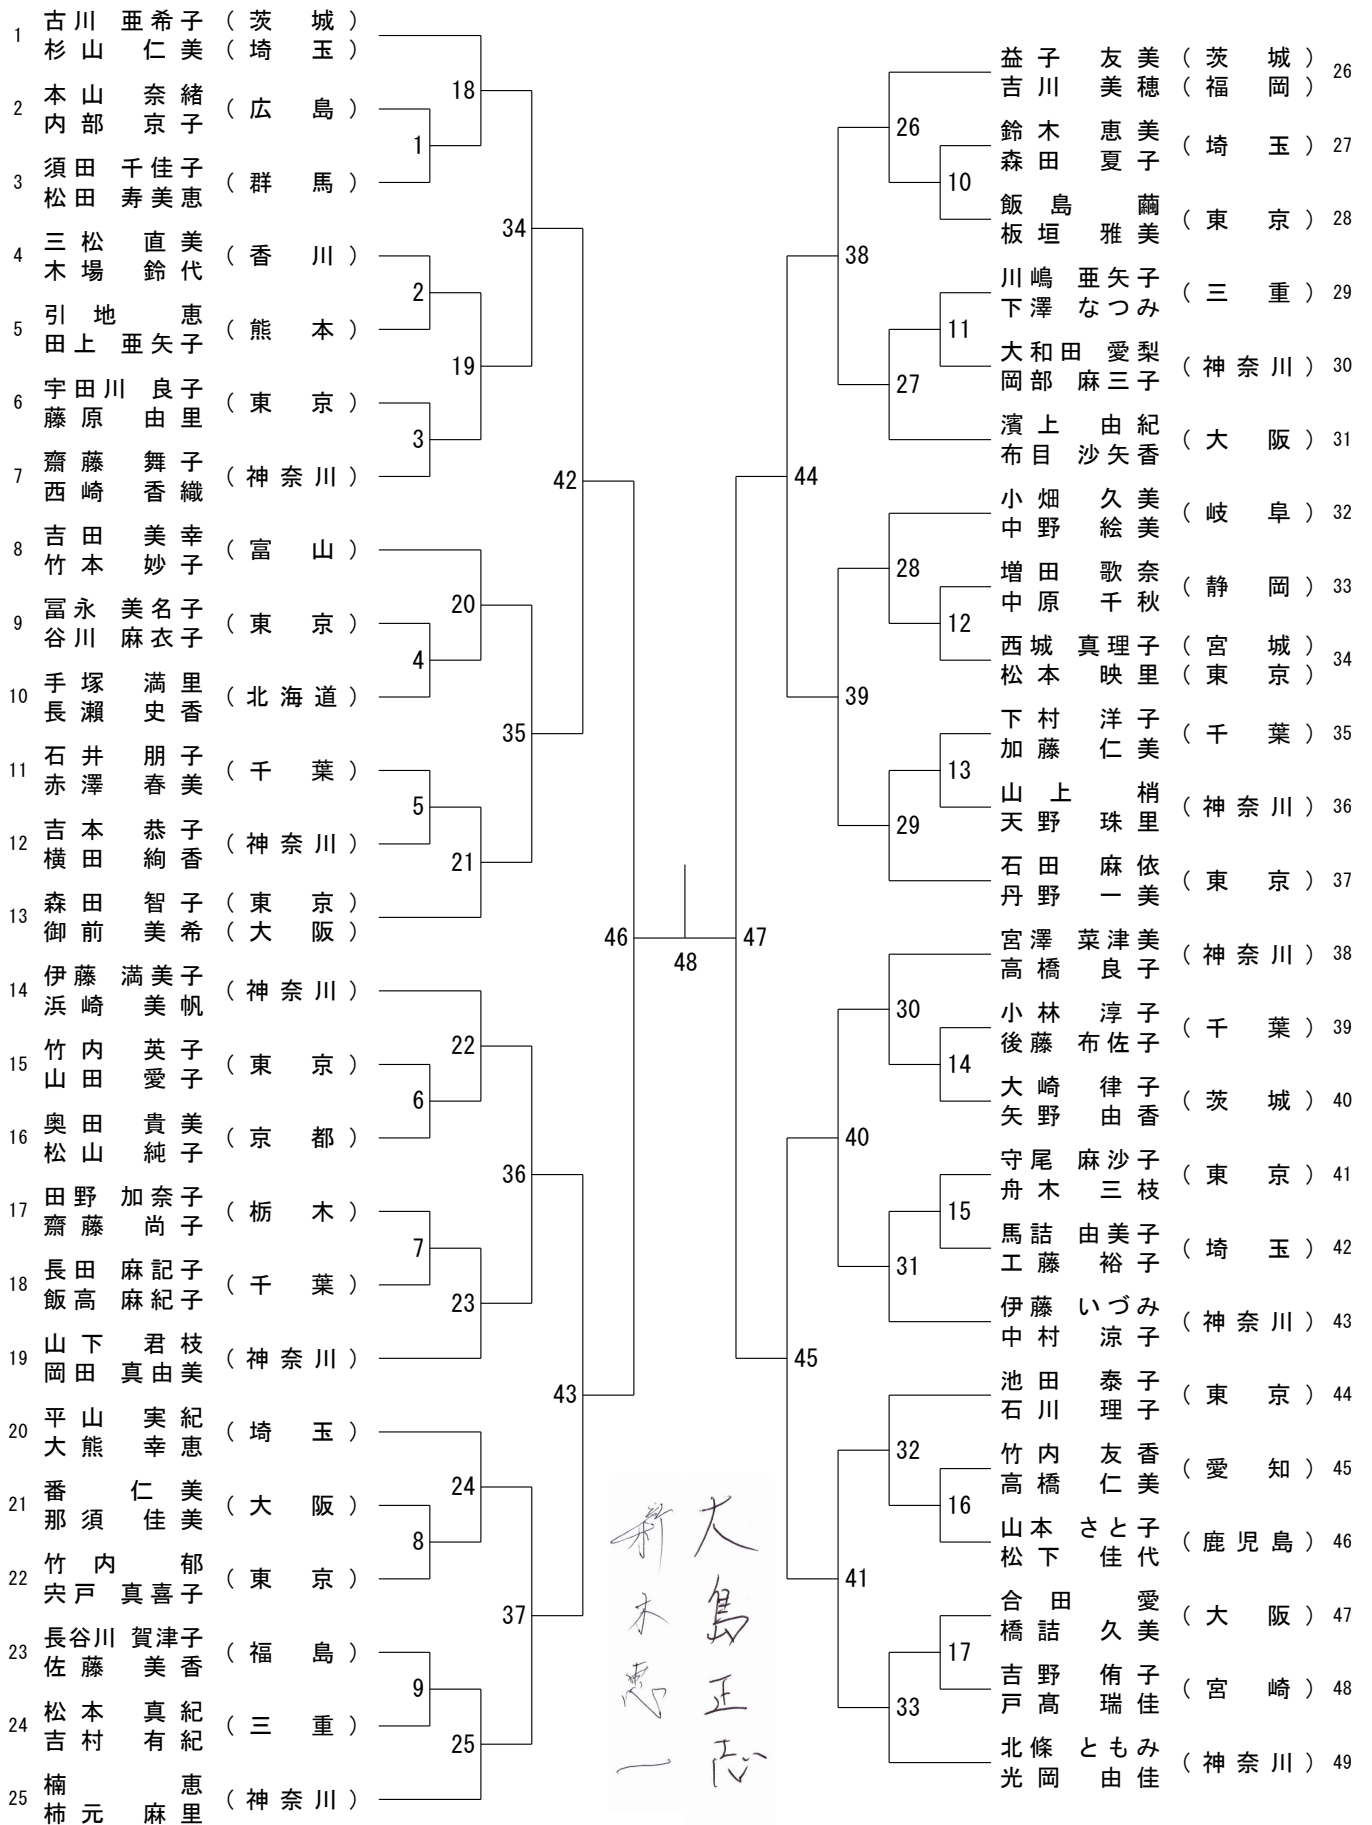 1 古川 亜希子 (茨城)
杉山 仁美 (埼玉)
2 本山 奈緒 (広島)
内部 京子
3 須田 千佳子 (群馬)
松田 寿美恵
4 三松 直美 (香川)
木場 鈴代
5 引地 恵 (熊本)
田上 亜矢子
6 宇田川 良子 (東京)
藤原 由里
7 齋藤 舞子 (神奈川)
西崎 香織
8 吉田 美幸 (富山)
竹本 妙子
9 冨永 美名子 (東京)
谷川 麻衣子
10 手塚 満里 (北海道)
長瀬 史香
11 石井 朋子 (千葉)
赤澤 春美
12 吉本 恭子 (神奈川)
横田 絢香
13 森田 智子 (東京)
御前 美希 (大阪)
14 伊藤 満美子 (神奈川)
浜崎 美帆
15 竹内 英子 (東京)
山田 愛子
16 奥田 貴美 (京都)
松山 純子
17 田野 加奈子 (栃木)
齋藤 尚子
18 長田 麻記子 (千葉)
飯高 麻紀子
19 山下 君枝 (神奈川)
岡田 真由美
20 平山 実紀 (埼玉)
大熊 幸恵
21 番 仁美 (大阪)
那須 佳美
22 竹内 郁 (東京)
宍戸 真喜子
23 長谷川 賀津子 (福島)
佐藤 美香
24 松本 真紀 (三重)
吉村 有紀
25 楠 恵 (神奈川)
柿元 麻里
1
2
3
4
5
6
7
8
9
18
19
20
21
22
23
24
25
34
35
36
37
42
43
46
48
47
44
45
38
39
40
41
26
27
28
29
30
31
32
33
10
11
12
13
14
15
16
17
益子 友美 (茨城) 26
吉川 美穂 (福岡)
鈴木 恵美 (埼玉) 27
森田 夏子
飯島 繭 (東京) 28
板垣 雅美
川嶋 亜矢子 (三重) 29
下澤 なつみ
大和田 愛梨 (神奈川) 30
岡部 麻三子
濱上 由紀 (大阪) 31
布目 沙矢香
小畑 久美 (岐阜) 32
中野 絵美
増田 歌奈 (静岡) 33
中原 千秋
西城 真理子 (宮城) 34
松本 映里 (東京)
下村 洋子 (千葉) 35
加藤 仁美
山上 梢 (神奈川) 36
天野 珠里
石田 麻依 (東京) 37
丹野 一美
宮澤 菜津美 (神奈川) 38
高橋 良子
小林 淳子 (千葉) 39
後藤 布佐子
大崎 律子 (茨城) 40
矢野 由香
守尾 麻沙子 (東京) 41
舟木 三枝
馬詰 由美子 (埼玉) 42
工藤 裕子
伊藤 いづみ (神奈川) 43
中村 涼子
池田 泰子 (東京) 44
石川 理子
竹内 友香 (愛知) 45
高橋 仁美
山本 さと子 (鹿児島) 46
松下 佳代
合田 愛 (大阪) 47
橋詰 久美
吉野 侑子 (宮崎) 48
戸髙 瑞佳
北條 ともみ (神奈川) 49
光岡 由佳
大島正志
新木恵一